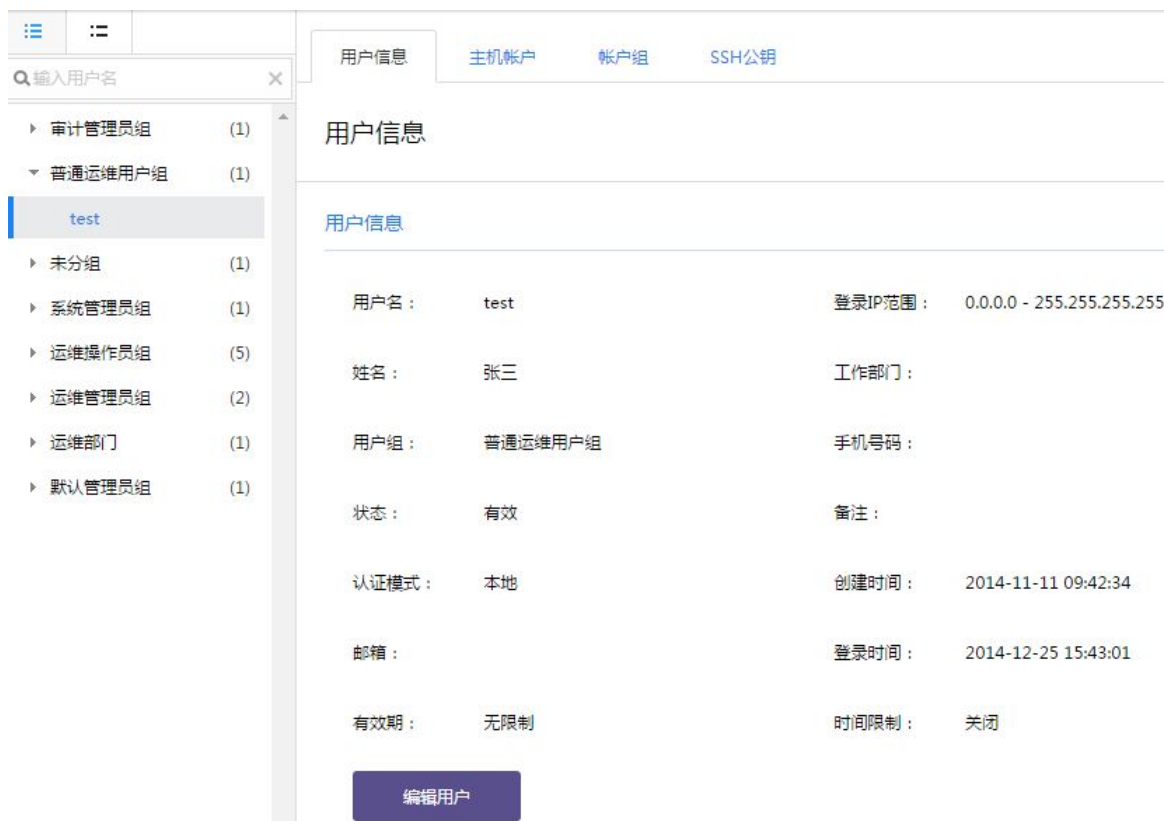 输入用户名
审计管理员组 (1)
普通运维用户组 (1)
test
未分组 (1)
系统管理员组 (1)
运维操作员组 (5)
运维管理员组 (2)
运维部门 (1)
默认管理员组 (1)
用户信息 主机帐户 帐户组 SSH公钥
用户信息
用户信息
用户名： test 登录IP范围： 0.0.0.0 - 255.255.255.255
姓名： 张三 工作部门：
用户组： 普通运维用户组 手机号码：
状态： 有效 备注：
认证模式： 本地 创建时间： 2014-11-11 09:42:34
邮箱： 登录时间： 2014-12-25 15:43:01
有效期： 无限制 时间限制： 关闭
编辑用户